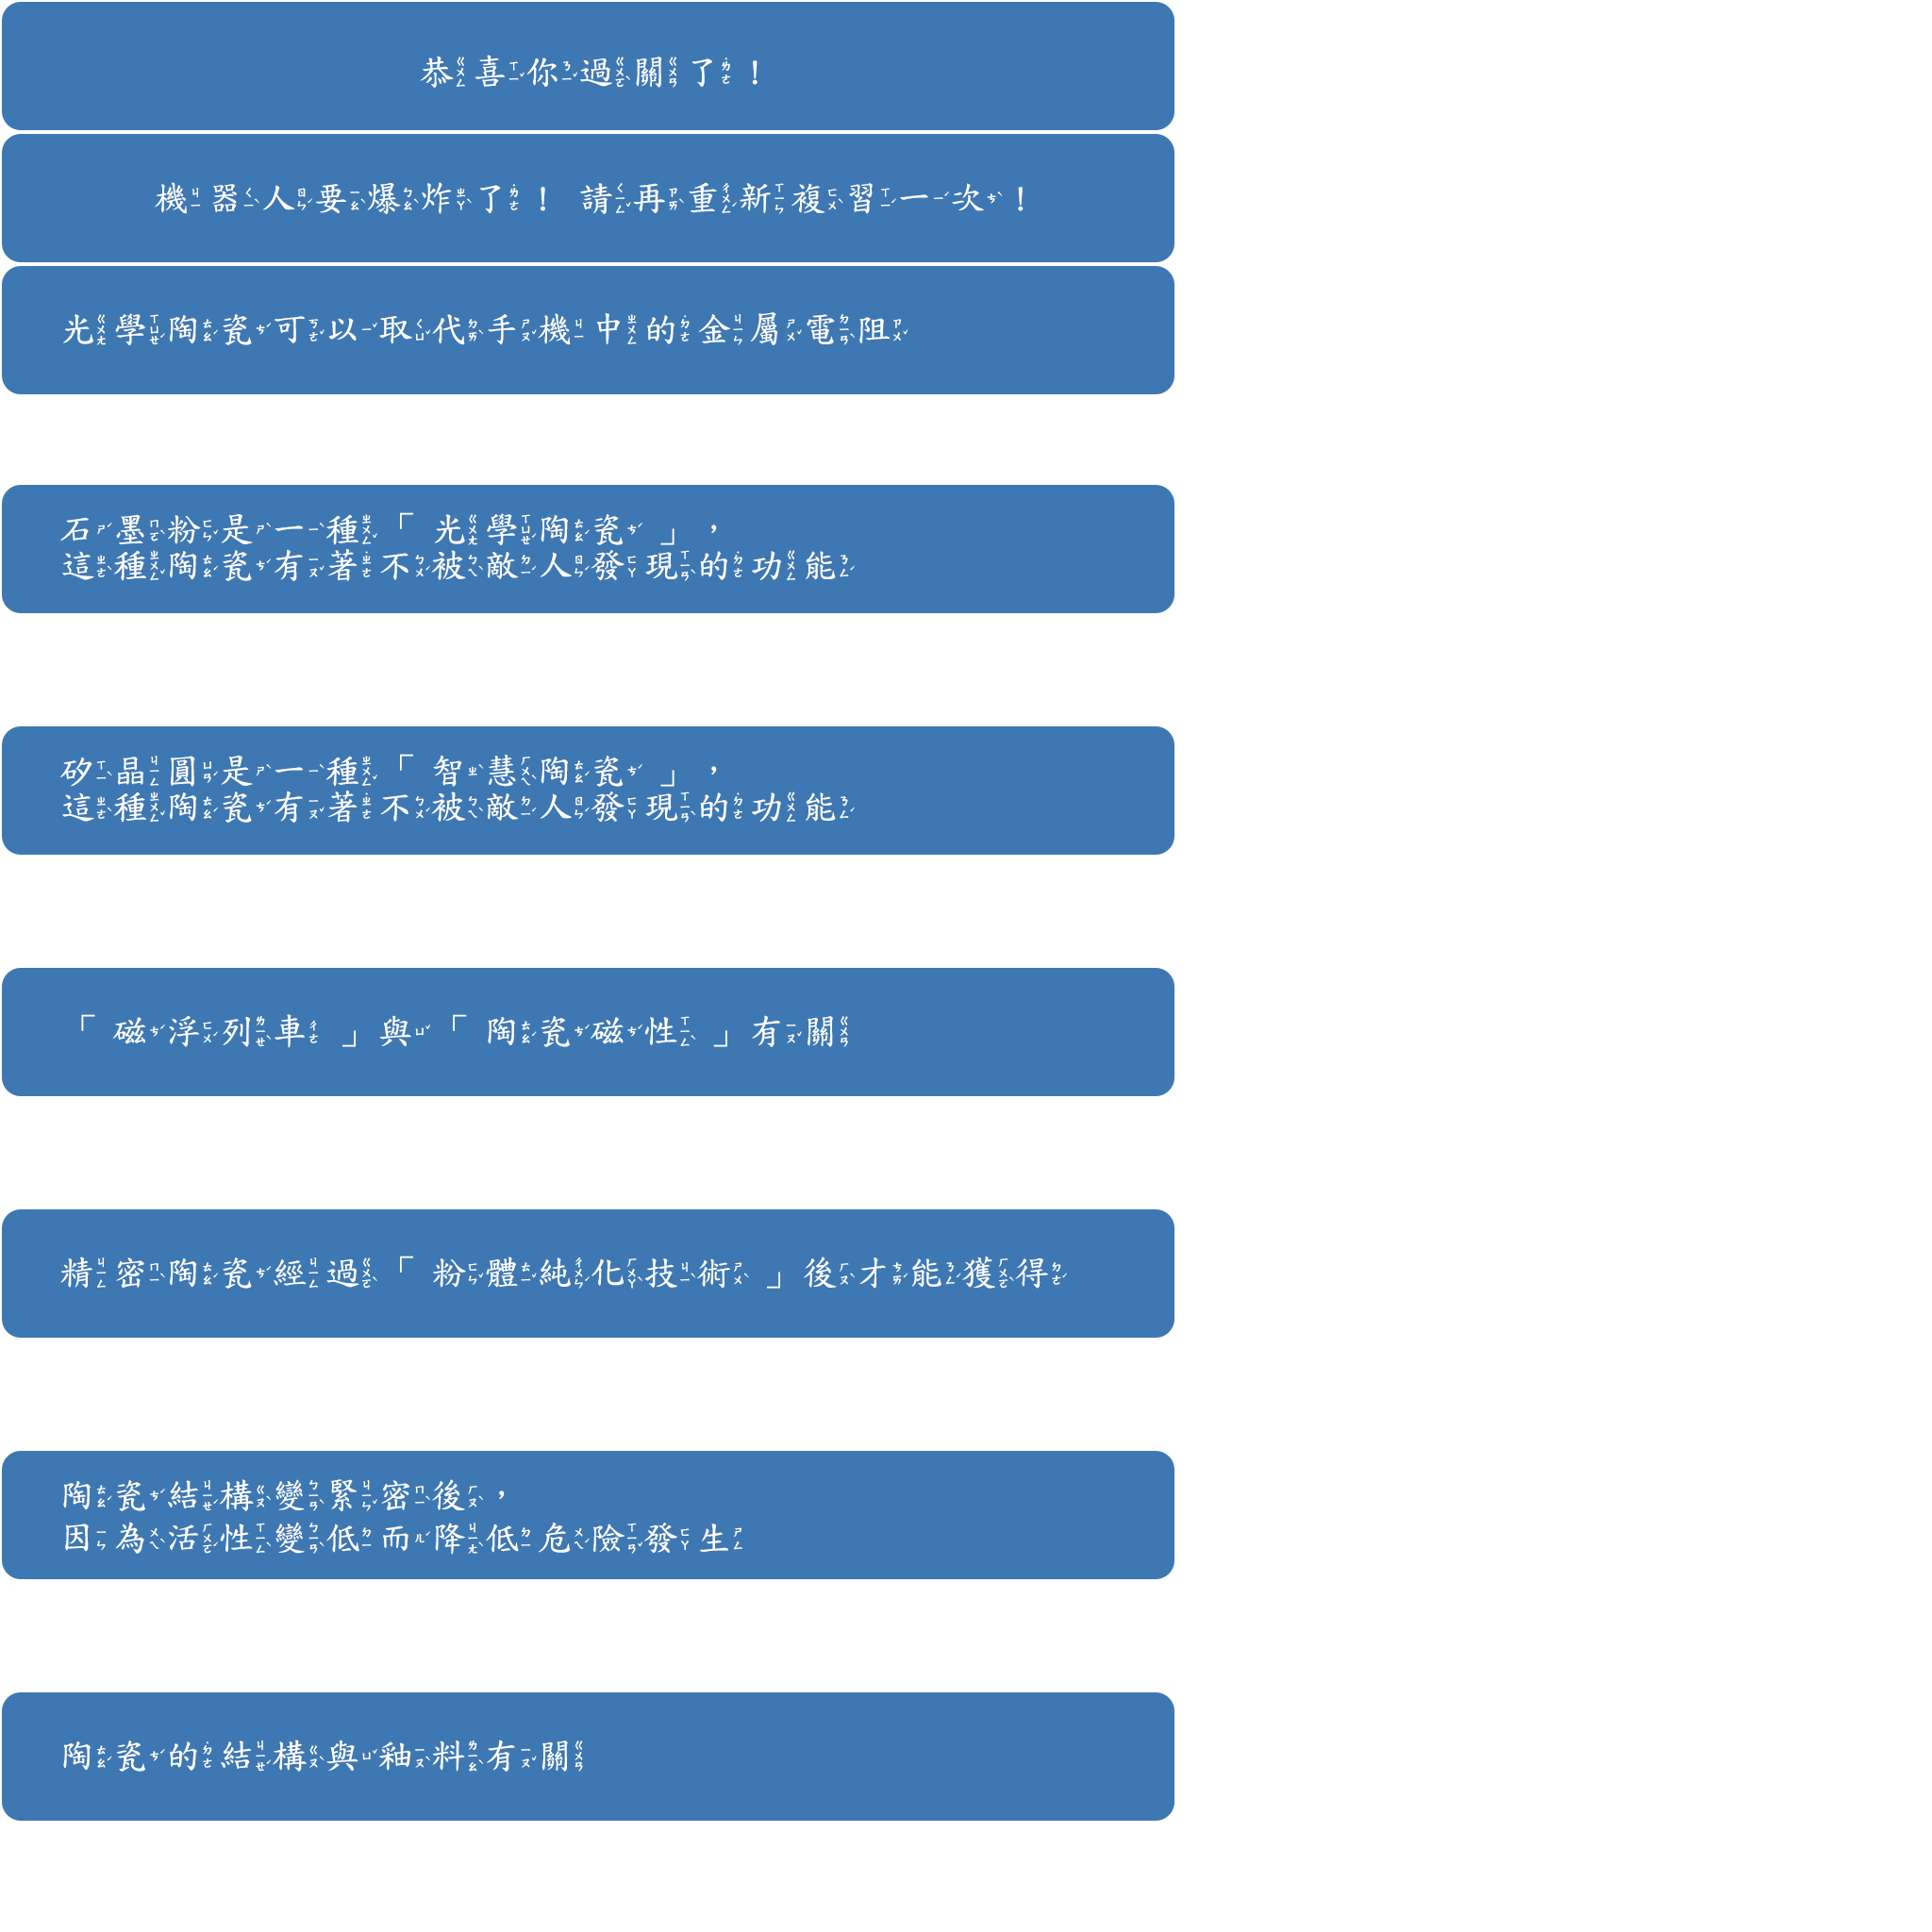 恭喜你過關了！
機器人要爆炸了！請再重新複習一次！
光學陶瓷可以取代手機中的金屬電阻
石墨粉是一種「光學陶瓷」，
這種陶瓷有著不被敵人發現的功能
矽晶圓是一種「智慧陶瓷」，
這種陶瓷有著不被敵人發現的功能
「磁浮列車」與「陶瓷磁性」有關
精密陶瓷經過「粉體純化技術」後才能獲得
陶瓷結構變緊密後，
因為活性變低而降低危險發生
陶瓷的結構與釉料有關